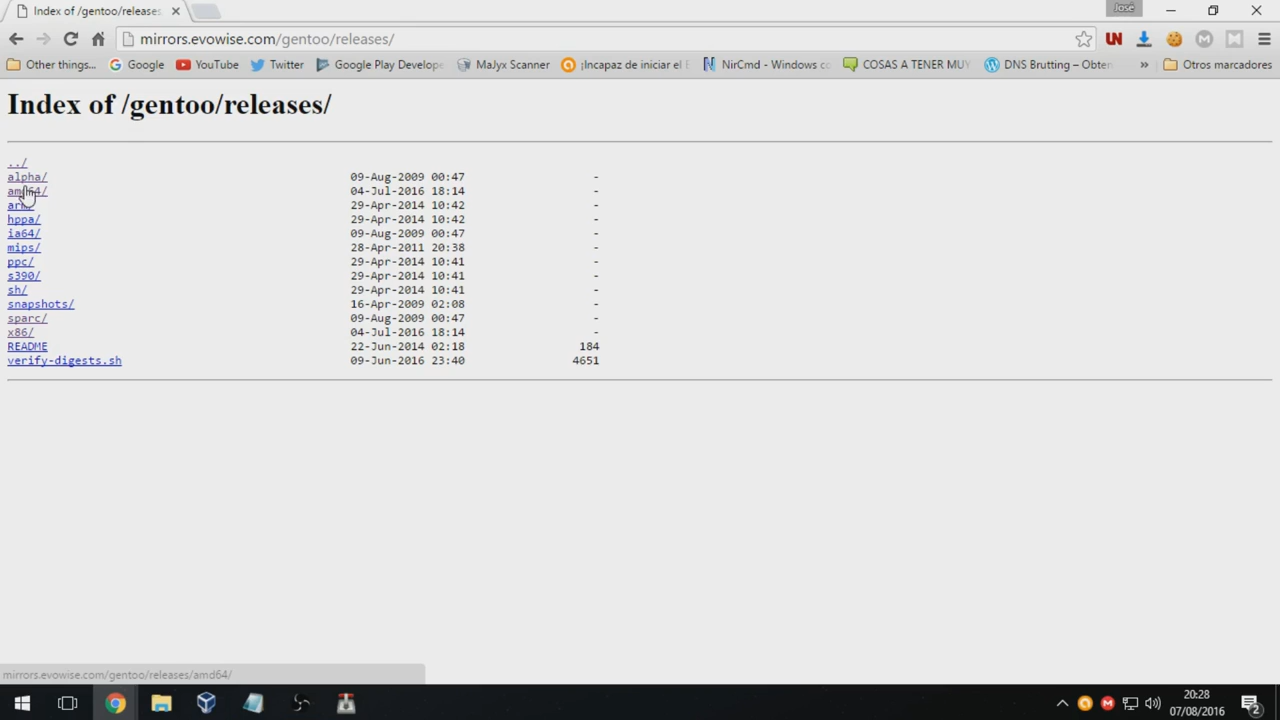 Index of /gentoo/releases
José
mirrors.evowise.com/gentoo/releases/
Other things...
Google
YouTube
Twitter
Google Play Develope
MaJyx Scanner
¡Incapaz de iniciar el E
NirCmd - Windows co
COSAS A TENER MUY
DNS Brutting – Obten
»
Otros marcadores
Index of /gentoo/releases/
../
alpha/ 09-Aug-2009 00:47 -
amd64/ 04-Jul-2016 18:14 -
arm/ 29-Apr-2014 10:42 -
hppa/ 29-Apr-2014 10:42 -
ia64/ 09-Aug-2009 00:47 -
mips/ 28-Apr-2011 20:38 -
ppc/ 29-Apr-2014 10:41 -
s390/ 29-Apr-2014 10:41 -
sh/ 29-Apr-2014 10:41 -
snapshots/ 16-Apr-2009 02:08 -
sparc/ 09-Aug-2009 00:47 -
x86/ 04-Jul-2016 18:14 -
README 22-Jun-2014 02:18 184
verify-digests.sh 09-Jun-2016 23:40 4651
mirrors.evowise.com/gentoo/releases/amd64/
20:28
07/08/2016
2